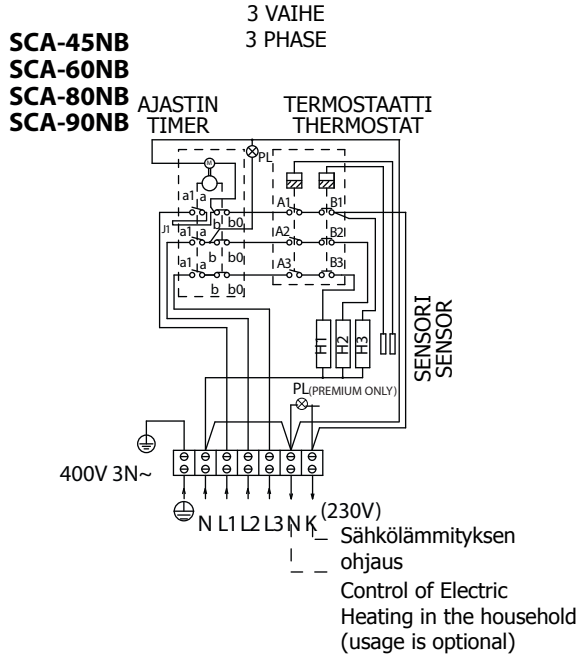 3 VAIHE
3 PHASE
SCA-45NB
SCA-60NB
SCA-80NB
SCA-90NB
AJASTIN
TIMER
TERMOSTAATTI
THERMOSTAT
PL
M
a1 a
b b0
J1
A1 B1
a1 a
b b0
A2 B2
a1 a
b b0
A3 B3
H1 H2 H3
SENSORI
SENSOR
PL(PREMIUM ONLY)
400V 3N~
N L1 L2 L3 N K
(230V)
Sähkölämmityksen
ohjaus
Control of Electric
Heating in the household
(usage is optional)